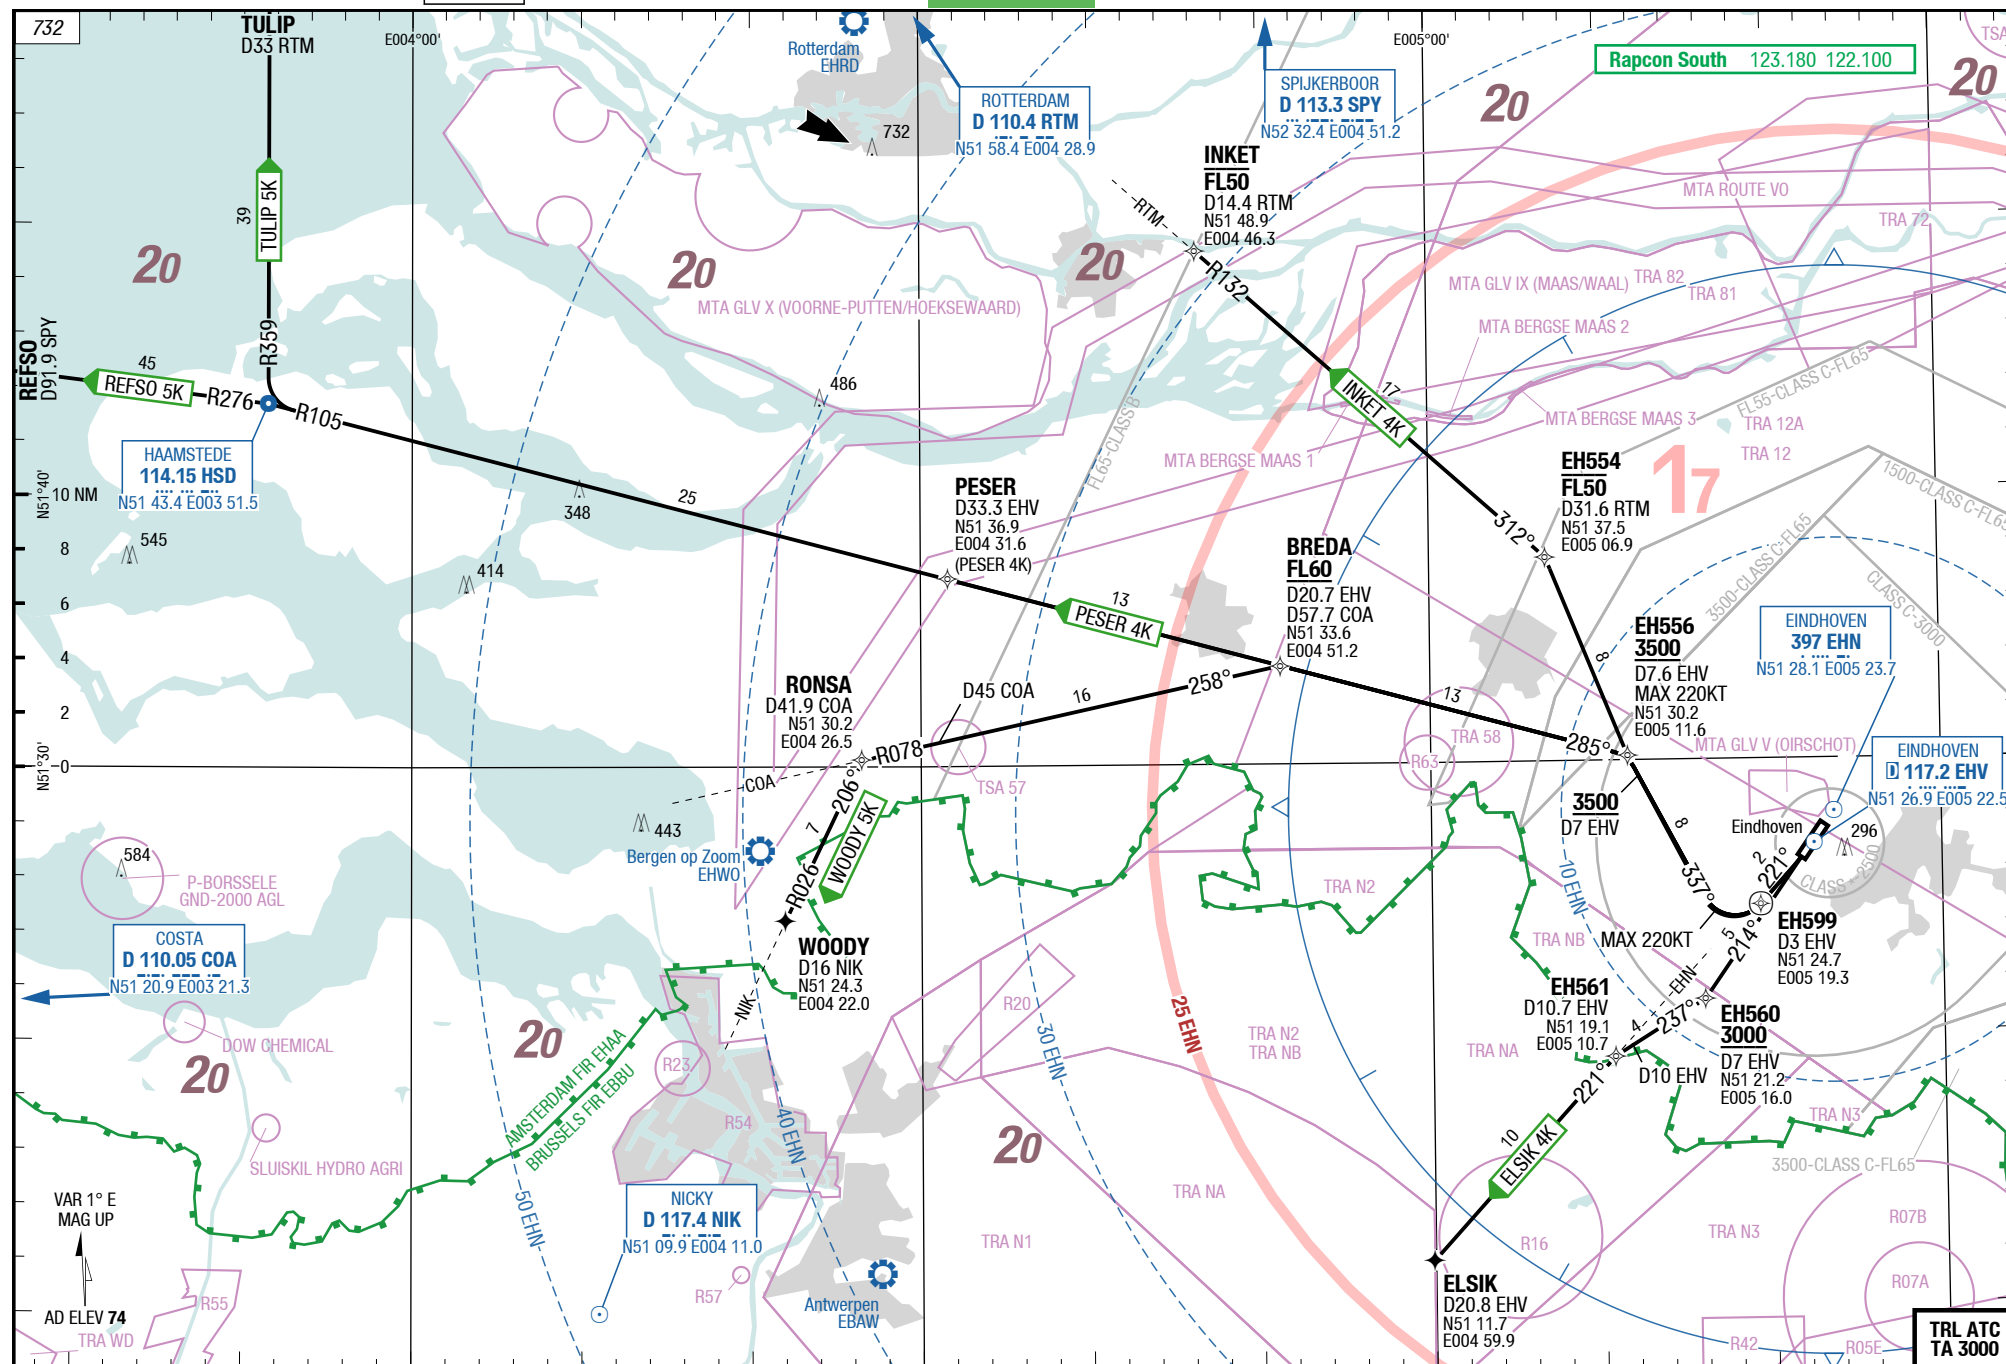 732
TULIP
D33 RTM
E004°00'
Rotterdam
EHRD
E005°00'
Rapcon South 123.180 122.100
TSA
20
20
ROTTERDAM
D 110.4 RTM
N51 58.4 E004 28.9
SPIJKERBOOR
D 113.3 SPY
N52 32.4 E004 51.2
732
INKET
FL50
D14.4 RTM
N51 48.9
E004 46.3
RTM
R132
MTA ROUTE VO
TRA 72
39
TULIP 5K
20
20
20
MTA GLV X (VOORNE-PUTTEN/HOEKSEWAARD)
MTA GLV IX (MAAS/WAAL)
TRA 82
TRA 81
MTA BERGSE MAAS 2
R359
REFSO
D91.9 SPY
45
REFSO 5K
R276
R105
486
17
INKET 4K
FL55-CLASS C-FL65
MTA BERGSE MAAS 3
TRA 12A
TRA 12
FL65-CLASS B
MTA BERGSE MAAS 1
HAAMSTEDE
114.15 HSD
N51 43.4 E003 51.5
N51°40'
10 NM
8
6
4
2
0
N51°30'
25
348
545
414
PESER
D33.3 EHV
N51 36.9
E004 31.6
(PESER 4K)
EH554
FL50
D31.6 RTM
N51 37.5
E005 06.9
17
1500-CLASS C-FL65
3500-CLASS C-FL65
CLASS C-3000
312°
BREDA
FL60
D20.7 EHV
D57.7 COA
N51 33.6
E004 51.2
13
PESER 4K
EH556
3500
D7.6 EHV
MAX 220KT
N51 30.2
E005 11.6
8
EINDHOVEN
397 EHN
N51 28.1 E005 23.7
RONSA
D41.9 COA
N51 30.2
E004 26.5
D45 COA
16
258°
13
285°
R078
COA
TSA 57
TRA 58
R63
MTA GLV V (OIRSCHOT)
EINDHOVEN
D 117.2 EHV
N51 26.9 E005 22.5
206°
7
WOODY 5K
R026
443
Bergen op Zoom
EHWO
3500
D7 EHV
8
337°
Eindhoven
296
2
221°
CLASS C-2500
584
P-BORSSELE
GND-2000 AGL
TRA N2
10 EHN
TRA NB
MAX 220KT
EH599
D3 EHV
N51 24.7
E005 19.3
5
214°
EHN
COSTA
D 110.05 COA
N51 20.9 E003 21.3
WOODY
D16 NIK
N51 24.3
E004 22.0
NIK
R20
25 EHN
30 EHN
EH561
D10.7 EHV
N51 19.1
E005 10.7
4
237°
EH560
3000
D7 EHV
N51 21.2
E005 16.0
D10 EHV
221°
DOW CHEMICAL
20
20
AMSTERDAM FIR EHAA
BRUSSELS FIR EBBU
R23
R54
40 EHN
TRA N2
TRA NB
TRA NA
TRA N3
20
10
ELSIK 4K
3500-CLASS C-FL65
SLUISKIL HYDRO AGRI
TRA NA
50 EHN
VAR 1° E
MAG UP
AD ELEV 74
NICKY
D 117.4 NIK
N51 09.9 E004 11.0
TRA N1
R16
TRA N3
R07B
R07A
R57
R55
TRA WD
Antwerpen
EBAW
ELSIK
D20.8 EHV
N51 11.7
E004 59.9
R42
R05E
TRL ATC
TA 3000